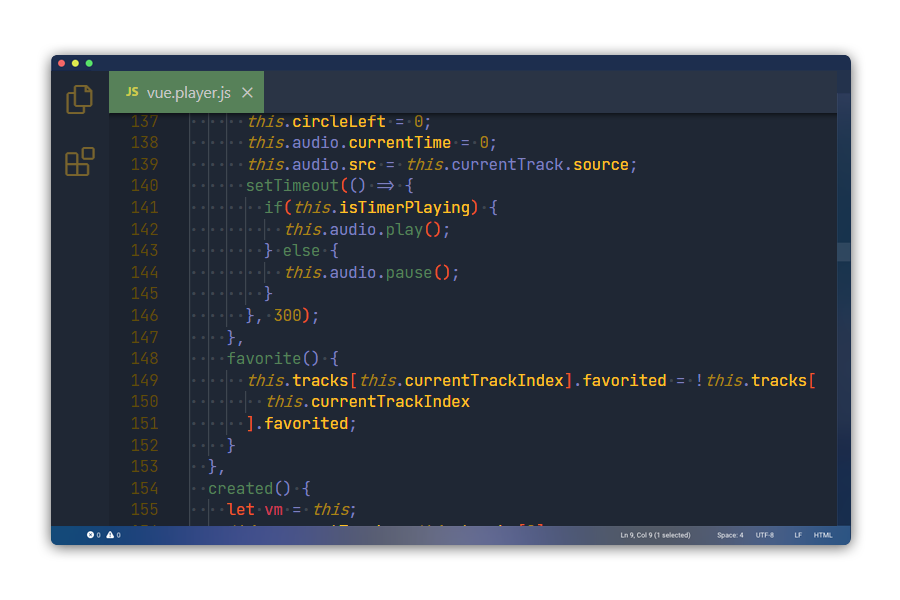 JS vue.player.js ×
137 this.circleLeft = 0;
138 this.audio.currentTime = 0;
139 this.audio.src = this.currentTrack.source;
140 setTimeout(() => {
141 if(this.isTimerPlaying) {
142 this.audio.play();
143 } else {
144 this.audio.pause();
145 }
146 }, 300);
147 },
148 favorite() {
149 this.tracks[this.currentTrackIndex].favorited = !this.tracks[
150 this.currentTrackIndex
151 ].favorited;
152 }
153 },
154 created() {
155 let vm = this;
0 0 Ln 9, Col 9 (1 selected) Space: 4 UTF-8 LF HTML